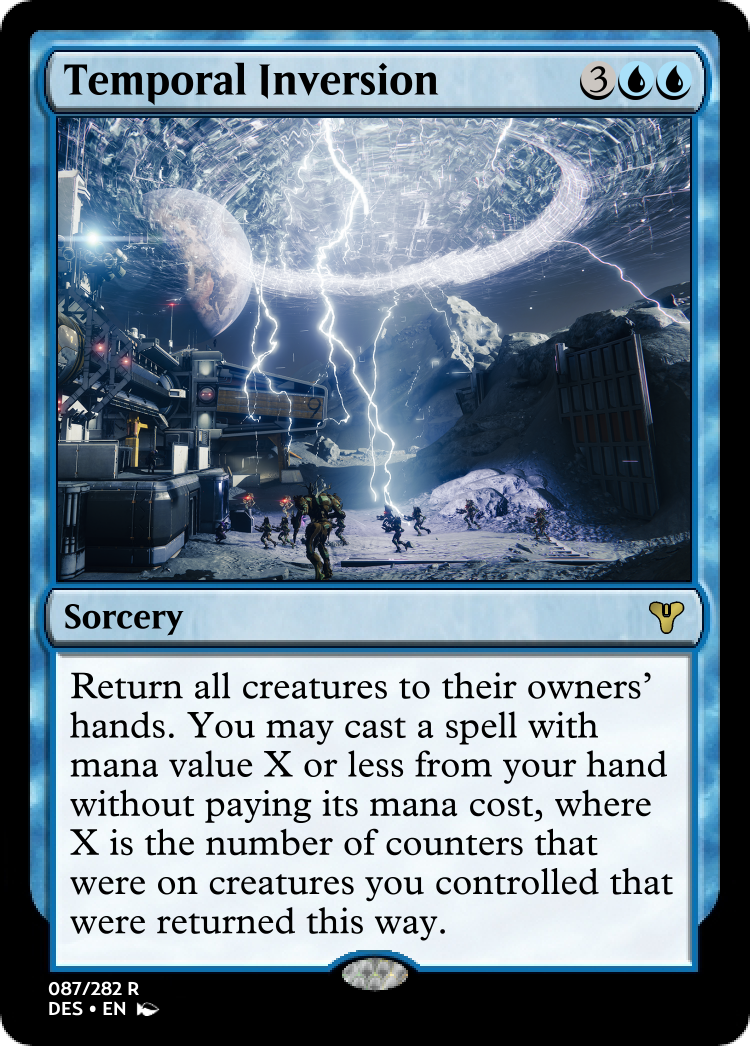 Temporal Inversion 3
9
Sorcery
Return all creatures to their owners’
hands. You may cast a spell with
mana value X or less from your hand
without paying its mana cost, where
X is the number of counters that
were on creatures you controlled that
were returned this way.
087/282 R
DES • EN